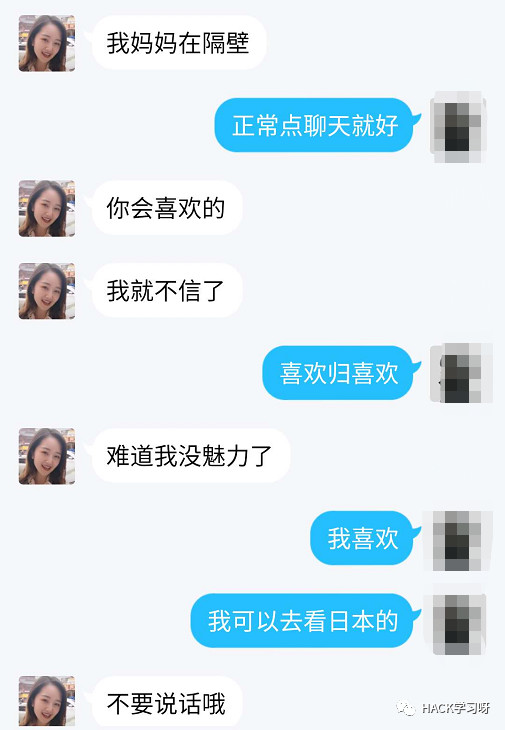 我妈妈在隔壁
正常点聊天就好
你会喜欢的
我就不信了
喜欢归喜欢
难道我没魅力了
我喜欢
我可以去看日本的
不要说话哦
HACK学习呀